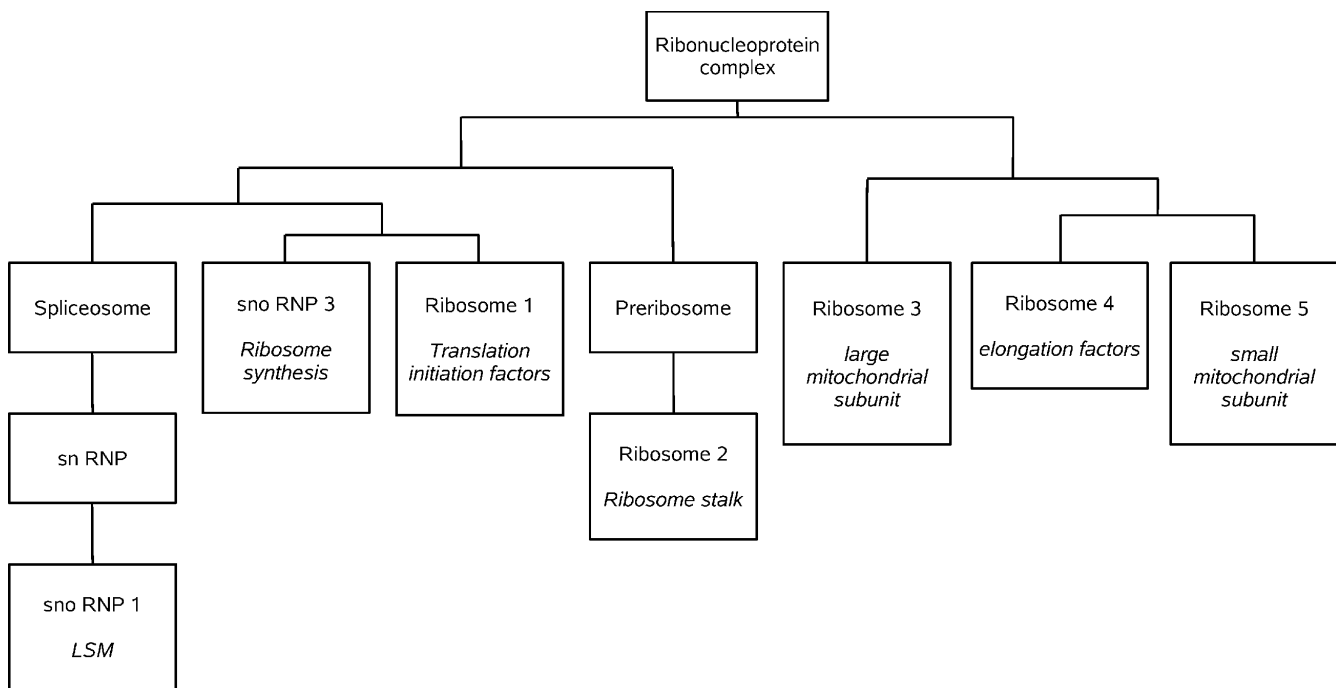 Ribonucleoprotein
complex
Spliceosome
sno RNP 3
Ribosome
synthesis
Ribosome 1
Translation
initiation factors
Preribosome
Ribosome 3
large
mitochondrial
subunit
Ribosome 4
elongation factors
Ribosome 5
small
mitochondrial
subunit
sn RNP
Ribosome 2
Ribosome stalk
sno RNP 1
LSM